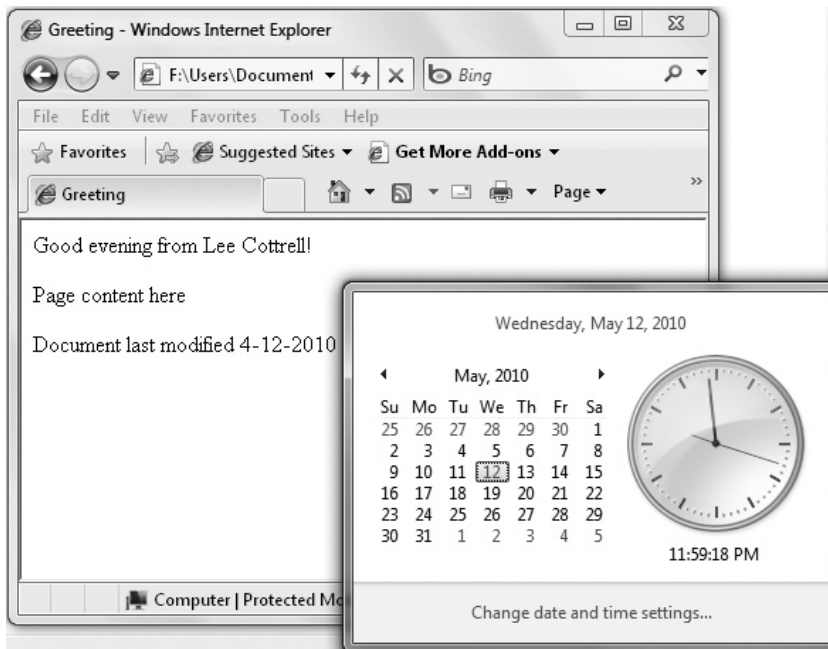 Greeting - Windows Internet Explorer
F:\Users\Document
Bing
File Edit View Favorites Tools Help
Favorites Suggested Sites Get More Add-ons
Greeting Page
Good evening from Lee Cottrell!
Page content here
Document last modified 4-12-2010
Wednesday, May 12, 2010
May, 2010
Su Mo Tu We Th Fr Sa
25 26 27 28 29 30 1
2 3 4 5 6 7 8
9 10 11 12 13 14 15
16 17 18 19 20 21 22
23 24 25 26 27 28 29
30 31 1 2 3 4 5
11:59:18 PM
Computer | Protected Mo
Change date and time settings...